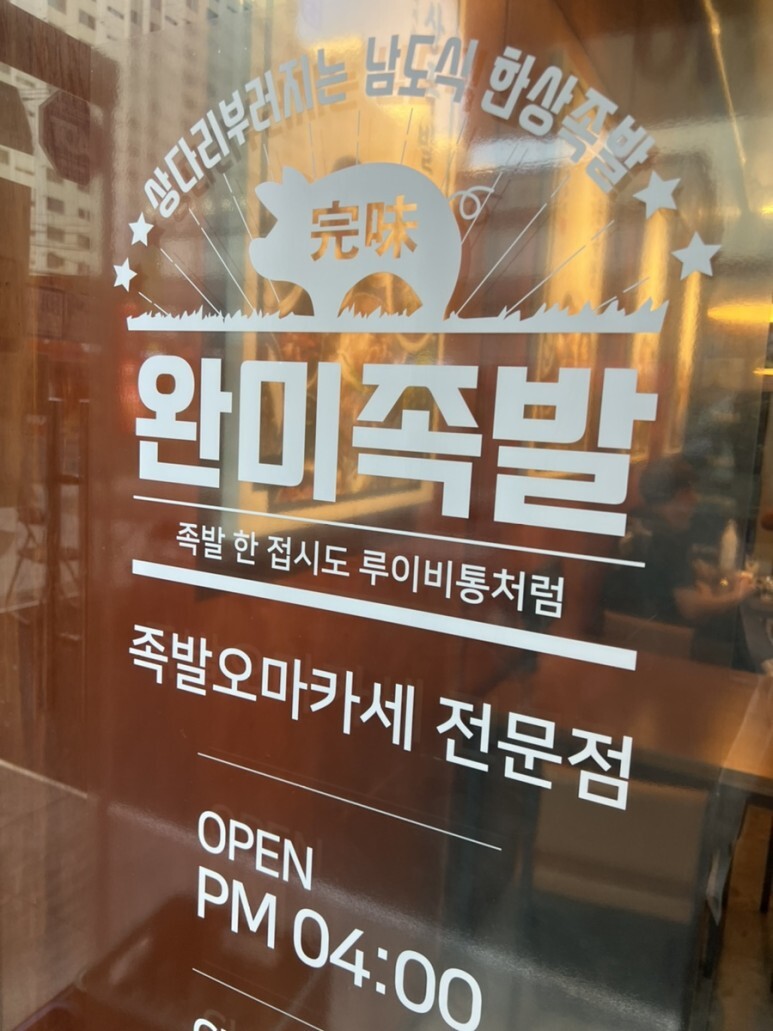 상다리부러지는 남도식 한상족발
完味
완미족발
족발 한 접시도 루이비통처럼
족발오마카세 전문점
OPEN
PM 04:00